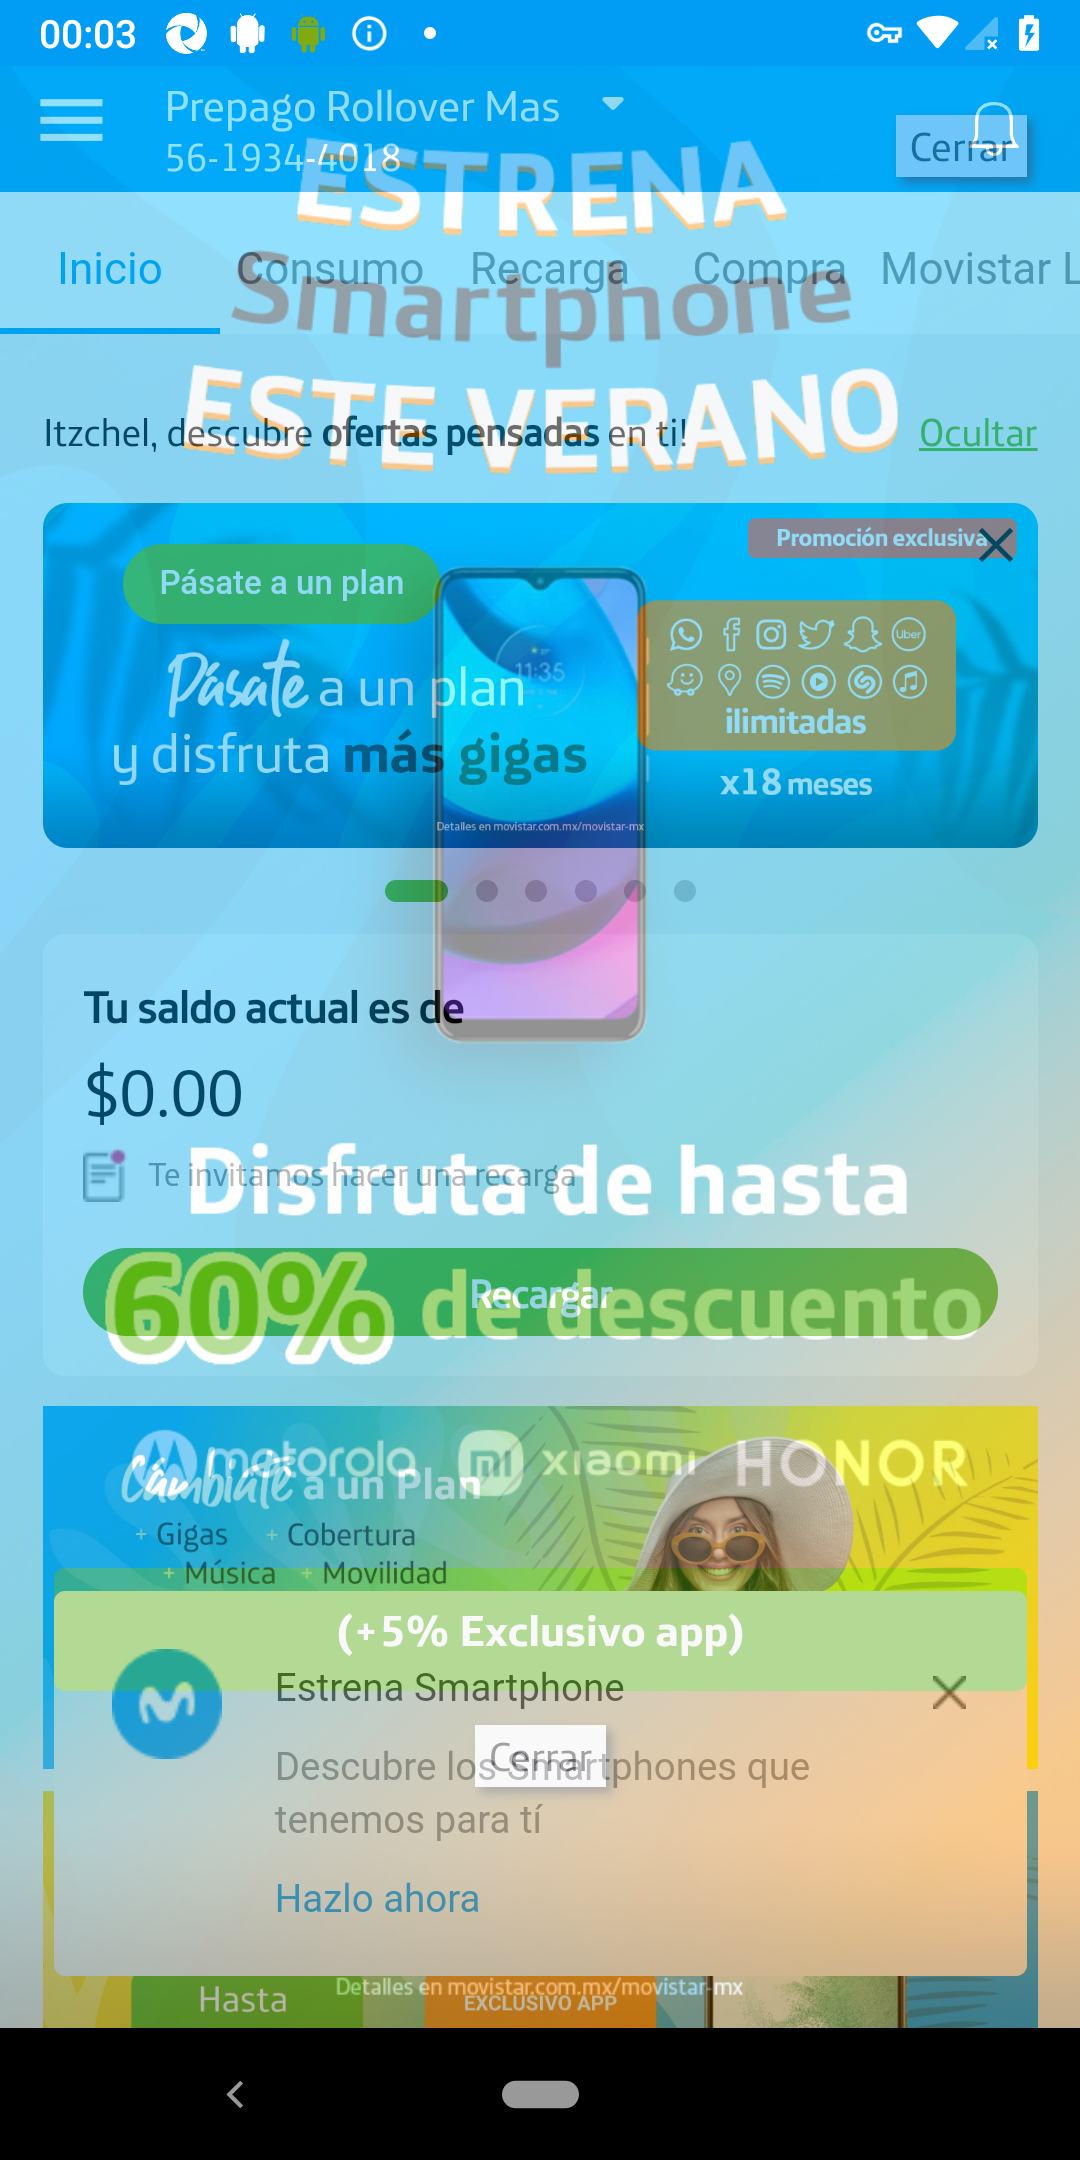 00:03
Prepago Rollover Mas
56-1934-4018
Cerrar
ESTRENA
Smartphone
ESTE VERANO
Inicio
Consumo
Recarga
Compra
Movistar L
Itzchel, descubre ofertas pensadas en ti!
Ocultar
Promoción exclusiva
Pásate a un plan
Pásate a un plan
y disfruta más gigas
11:35
Uber
ilimitadas
x18 meses
Detalles en movistar.com.mx/movistar-mx
Tu saldo actual es de
$0.00
Te invitamos hacer una recarga
Disfruta de hasta
60% de descuento
Recargar
motorola
mi
xiaomi
HONOR
Cámbiate a un Plan
+ Gigas + Cobertura
+ Música + Movilidad
(+5% Exclusivo app)
Estrena Smartphone
Cerrar
Descubre los Smartphones que
tenemos para tí
Hazlo ahora
Detalles en movistar.com.mx/movistar-mx
Hasta
EXCLUSIVO APP